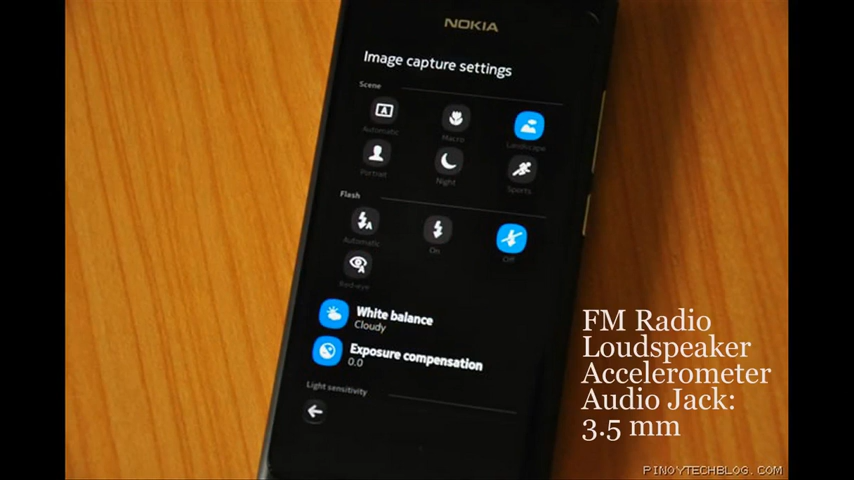 NOKIA
Image capture settings
Scene
Automatic
Macro
Landscape
Portrait
Night
Sports
Flash
Automatic
On
Off
Red-eye
White balance
Cloudy
Exposure compensation
0.0
Light sensitivity
FM Radio
Loudspeaker
Accelerometer
Audio Jack:
3.5 mm
PINOYTECHBLOG.COM